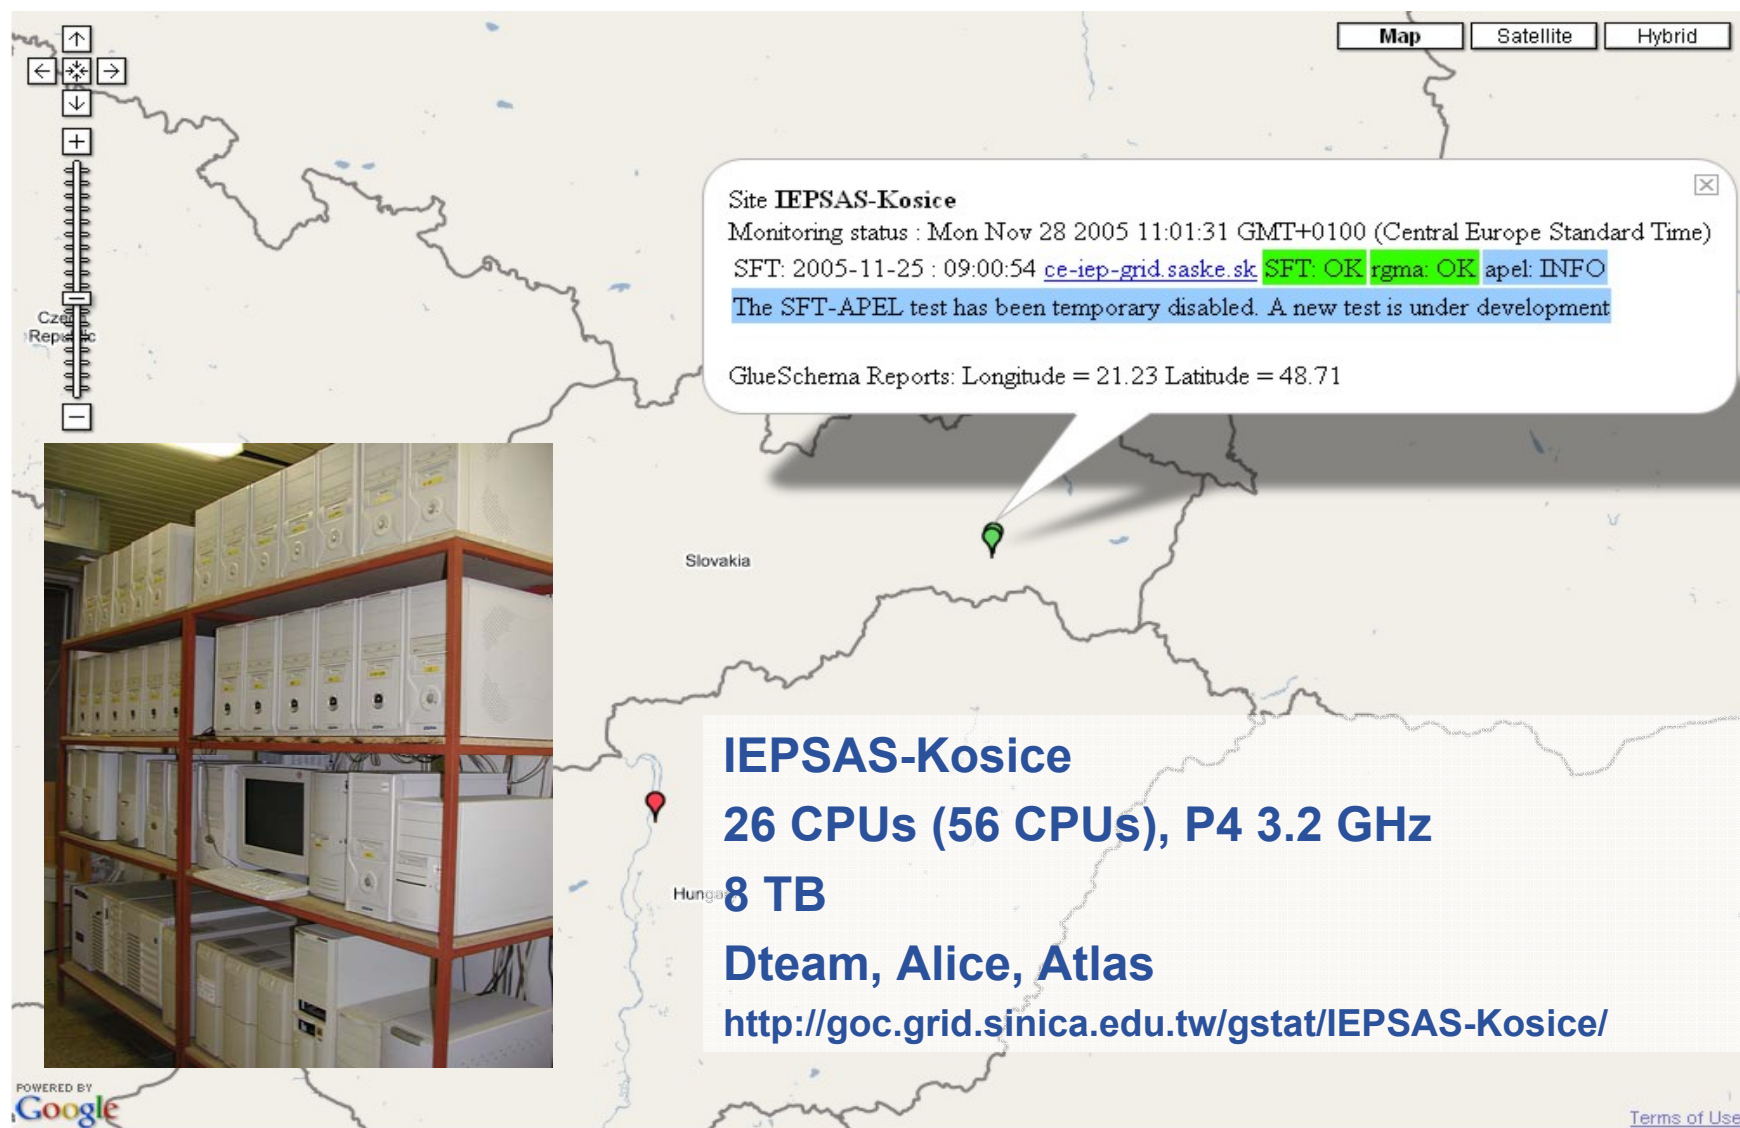 Map Satellite Hybrid
Site IEPSAS-Kosice
Monitoring status : Mon Nov 28 2005 11:01:31 GMT+0100 (Central Europe Standard Time)
SFT: 2005-11-25 : 09:00:54 ce-iep-grid.saske.sk SFT: OK rgma: OK apel: INFO
The SFT-APEL test has been temporary disabled. A new test is under development
GlueSchema Reports: Longitude = 21.23 Latitude = 48.71
Czech
Republic
Slovakia
Hungary
IEPSAS-Kosice
26 CPUs (56 CPUs), P4 3.2 GHz
8 TB
Dteam, Alice, Atlas
http://goc.grid.sinica.edu.tw/gstat/IEPSAS-Kosice/
POWERED BY
Google
Terms of Use